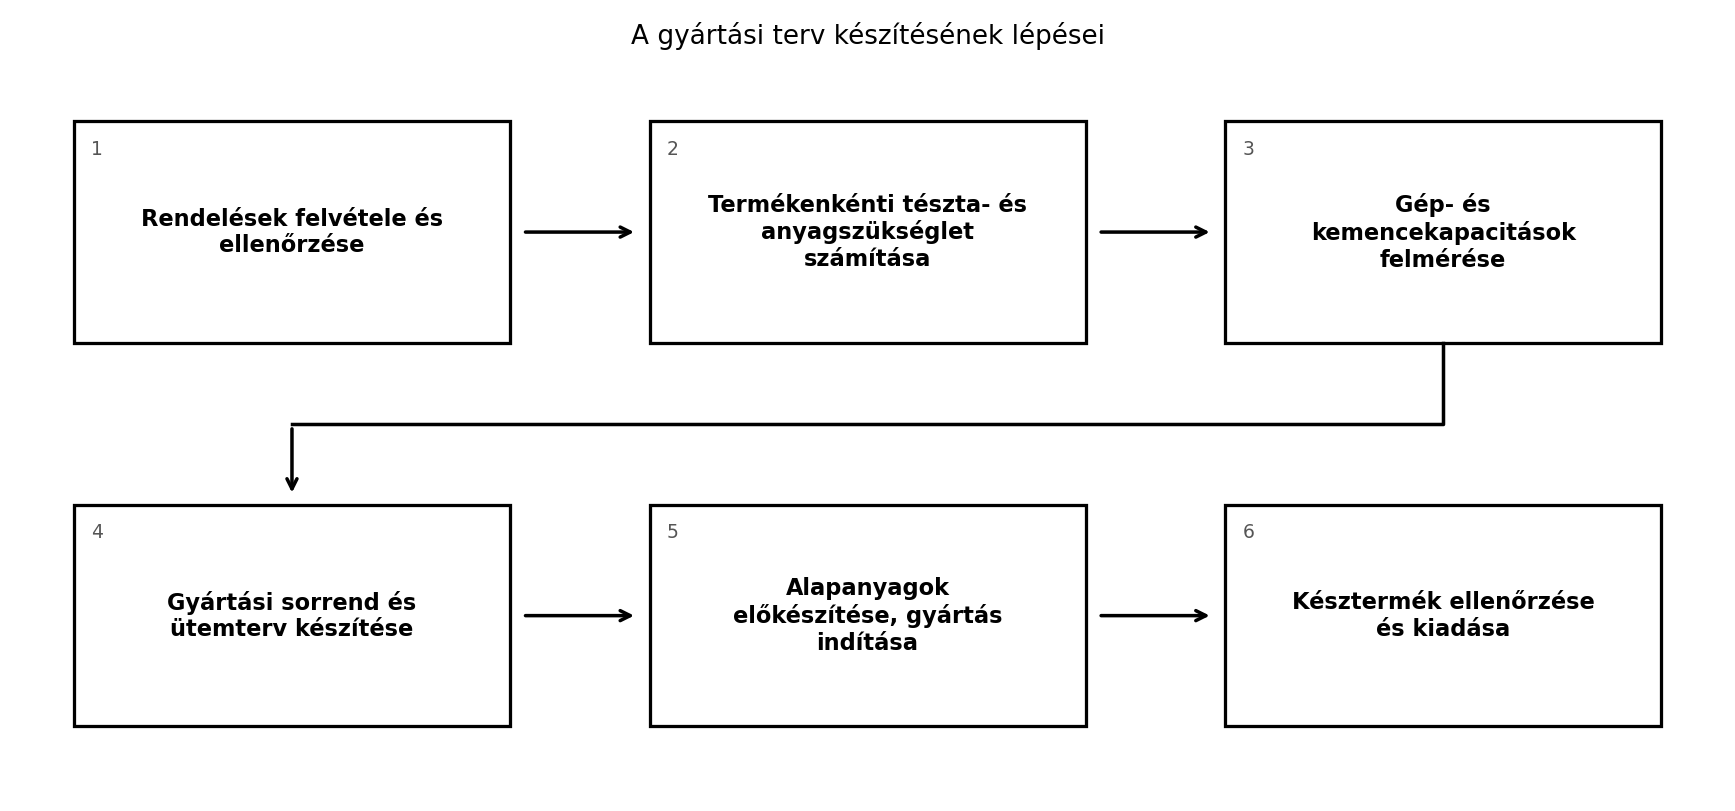 A gyártási terv készítésének lépései
1
Rendelések felvétele és
ellenőrzése
2
Termékenkénti tészta- és
anyagszükséglet
számítása
3
Gép- és
kemencekapacitások
felmérése
4
Gyártási sorrend és
ütemterv készítése
5
Alapanyagok
előkészítése, gyártás
indítása
6
Késztermék ellenőrzése
és kiadása